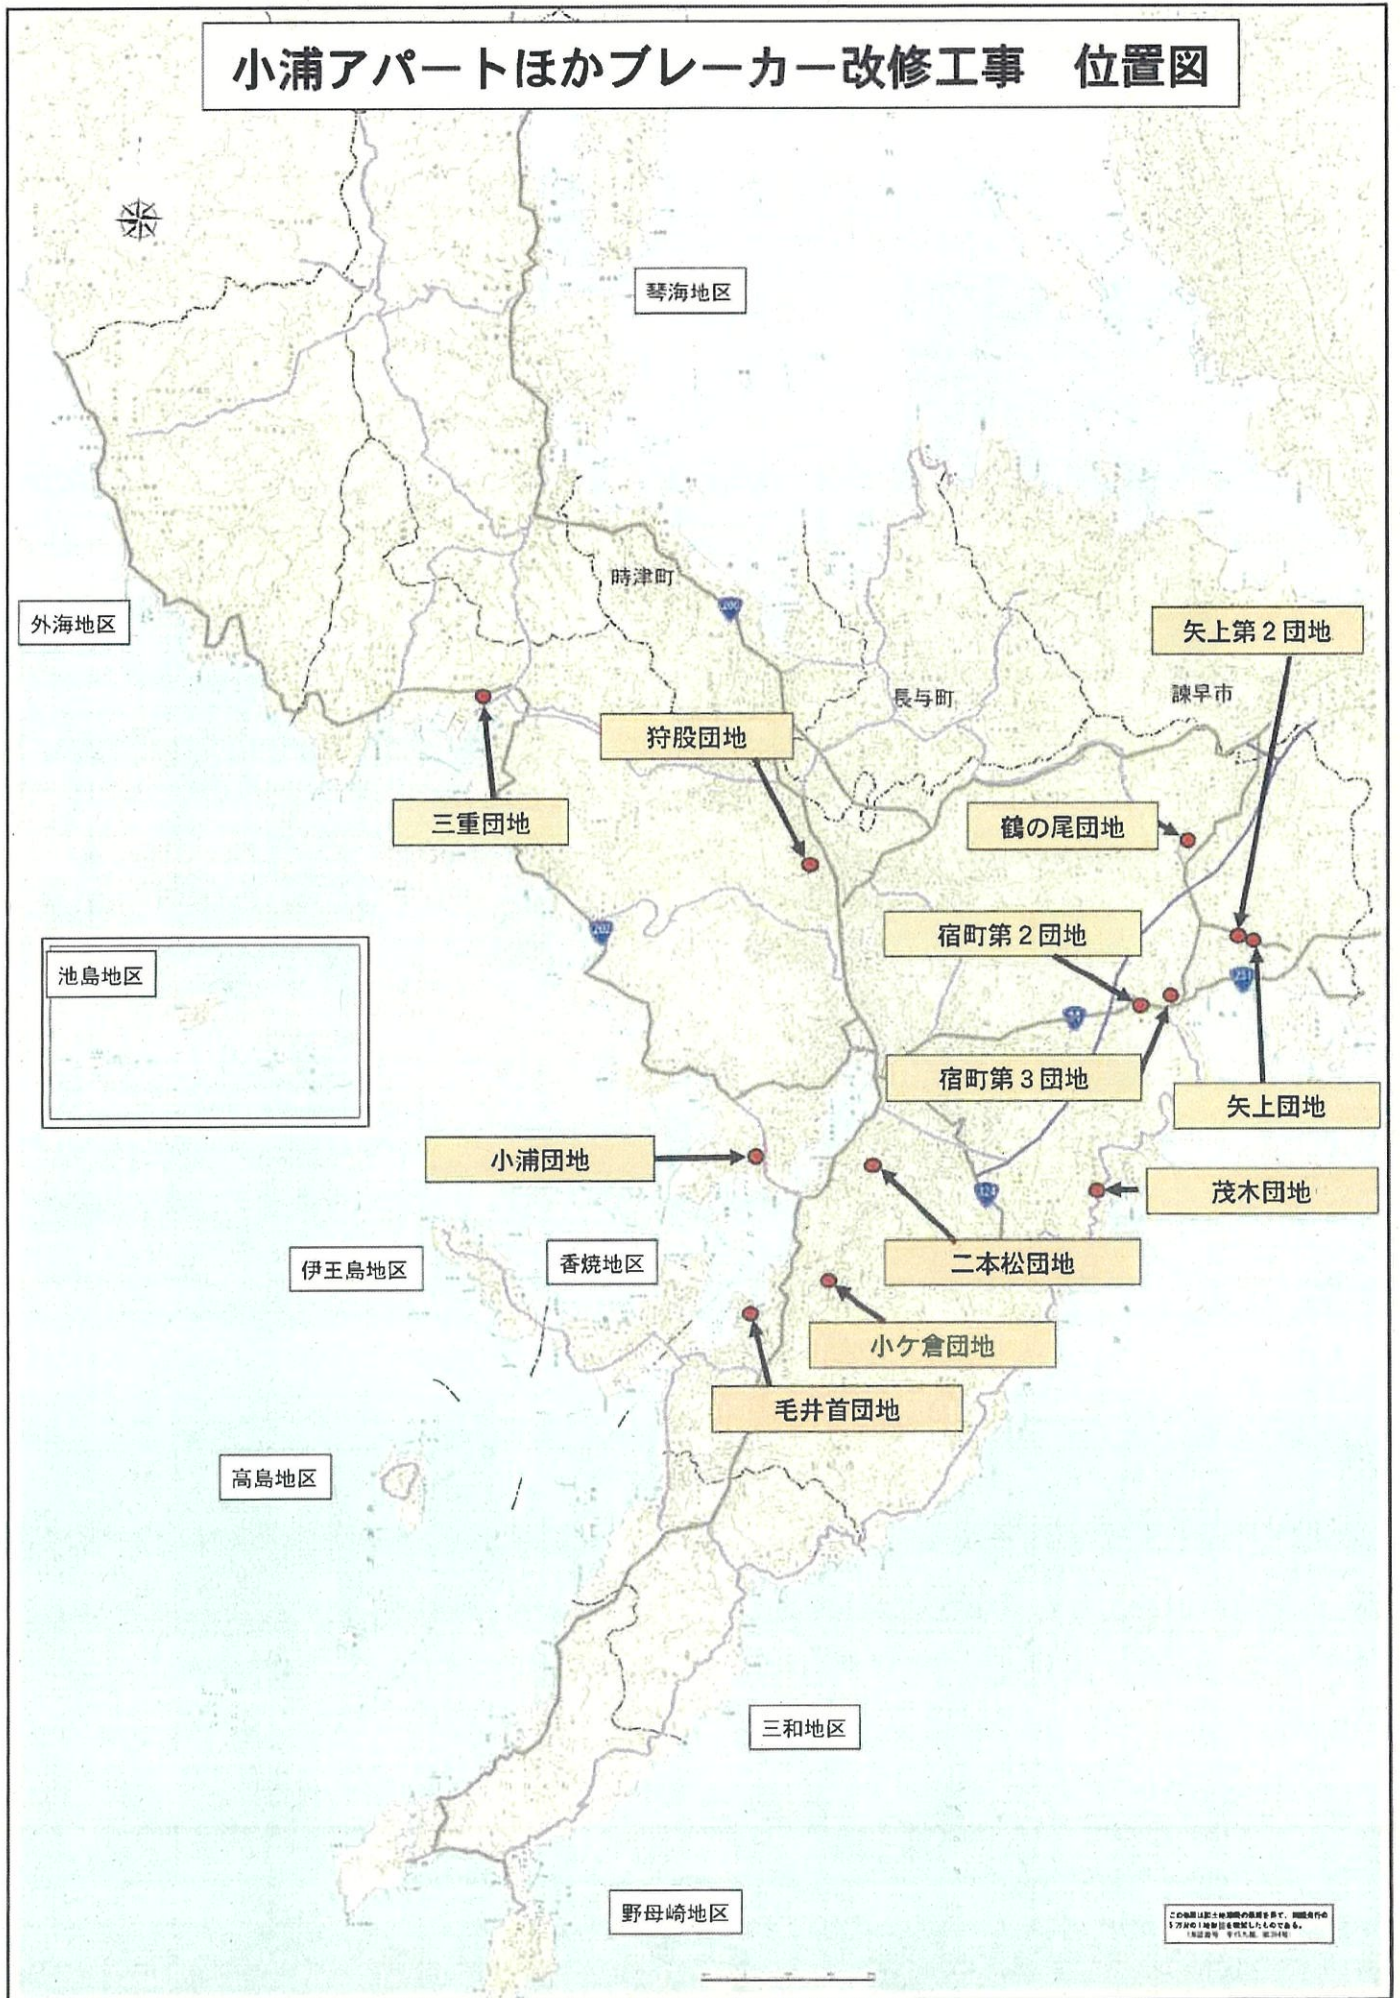 小浦アパートほかブレーカー改修工事　位置図
琴海地区
時津町
206
外海地区
矢上第２団地
長与町
諫早市
狩股団地
三重団地
鶴の尾団地
202
宿町第２団地
池島地区
251
34
宿町第３団地
矢上団地
小浦団地
茂木団地
324
二本松団地
伊王島地区
香焼地区
小ケ倉団地
毛井首団地
高島地区
三和地区
野母崎地区